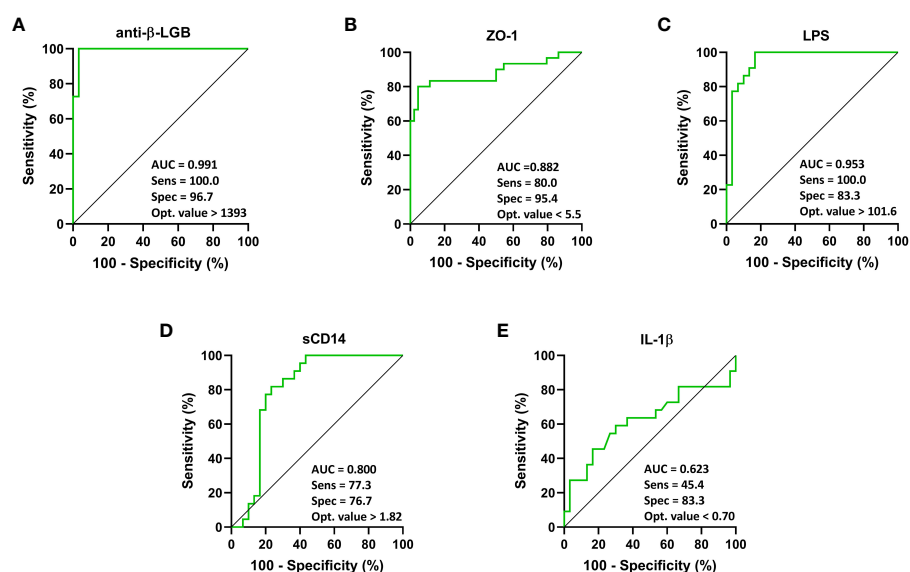 A
anti-β-LGB
100
80
60
40
20
0
Sensitivity (%)
AUC = 0.991
Sens = 100.0
Spec = 96.7
Opt. value > 1393
0 20 40 60 80 100
100 - Specificity (%)
B
ZO-1
100
80
60
40
20
0
Sensitivity (%)
AUC =0.882
Sens = 80.0
Spec = 95.4
Opt. value < 5.5
0 20 40 60 80 100
100 - Specificity (%)
C
LPS
100
80
60
40
20
0
Sensitivity (%)
AUC = 0.953
Sens = 100.0
Spec = 83.3
Opt. value > 101.6
0 20 40 60 80 100
100 - Specificity (%)
D
sCD14
100
80
60
40
20
0
Sensitivity (%)
AUC = 0.800
Sens = 77.3
Spec = 76.7
Opt. value > 1.82
0 20 40 60 80 100
100 - Specificity (%)
E
IL-1β
100
80
60
40
20
0
Sensitivity (%)
AUC = 0.623
Sens = 45.4
Spec = 83.3
Opt. value < 0.70
0 20 40 60 80 100
100 - Specificity (%)